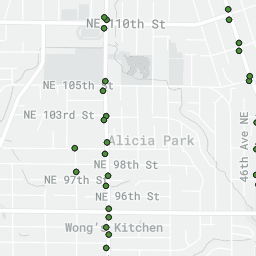 NE 110th St
NE 105th St
NE 103rd St
Alicia Park
NE 98th St
NE 97th St
46th Ave NE
NE 96th St
Wong's Kitchen